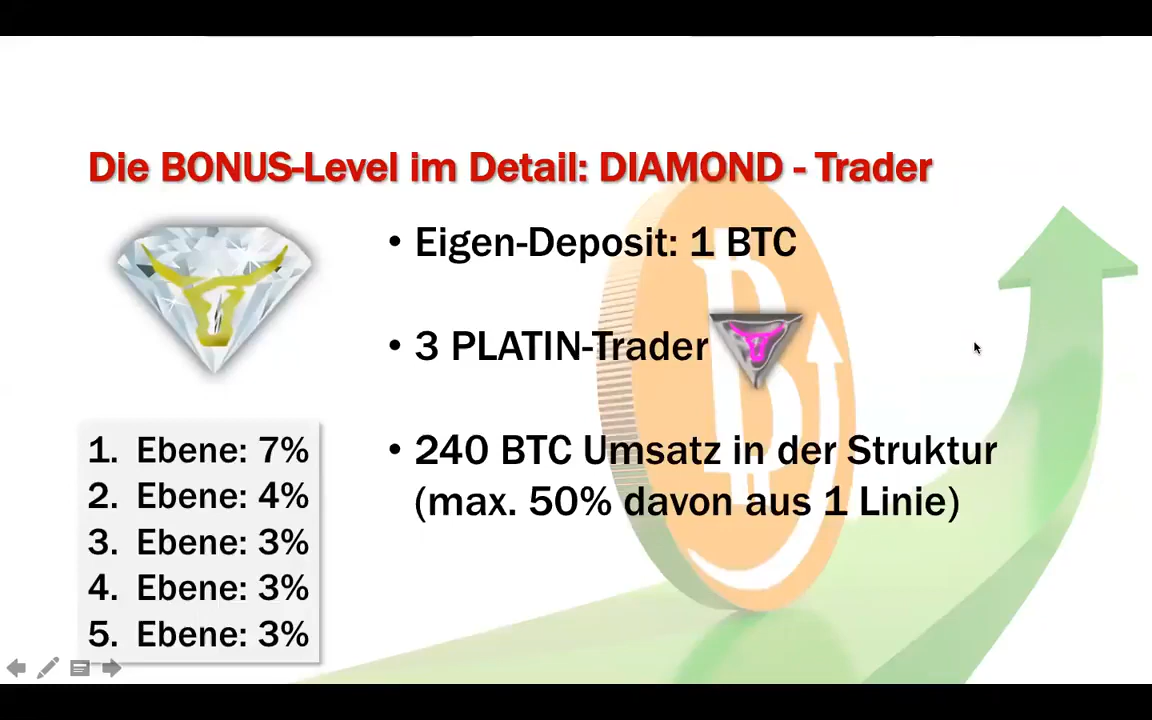 Die BONUS-Level im Detail: DIAMOND - Trader
• Eigen-Deposit: 1 BTC
• 3 PLATIN-Trader
• 240 BTC Umsatz in der Struktur
(max. 50% davon aus 1 Linie)
1. Ebene: 7%
2. Ebene: 4%
3. Ebene: 3%
4. Ebene: 3%
5. Ebene: 3%